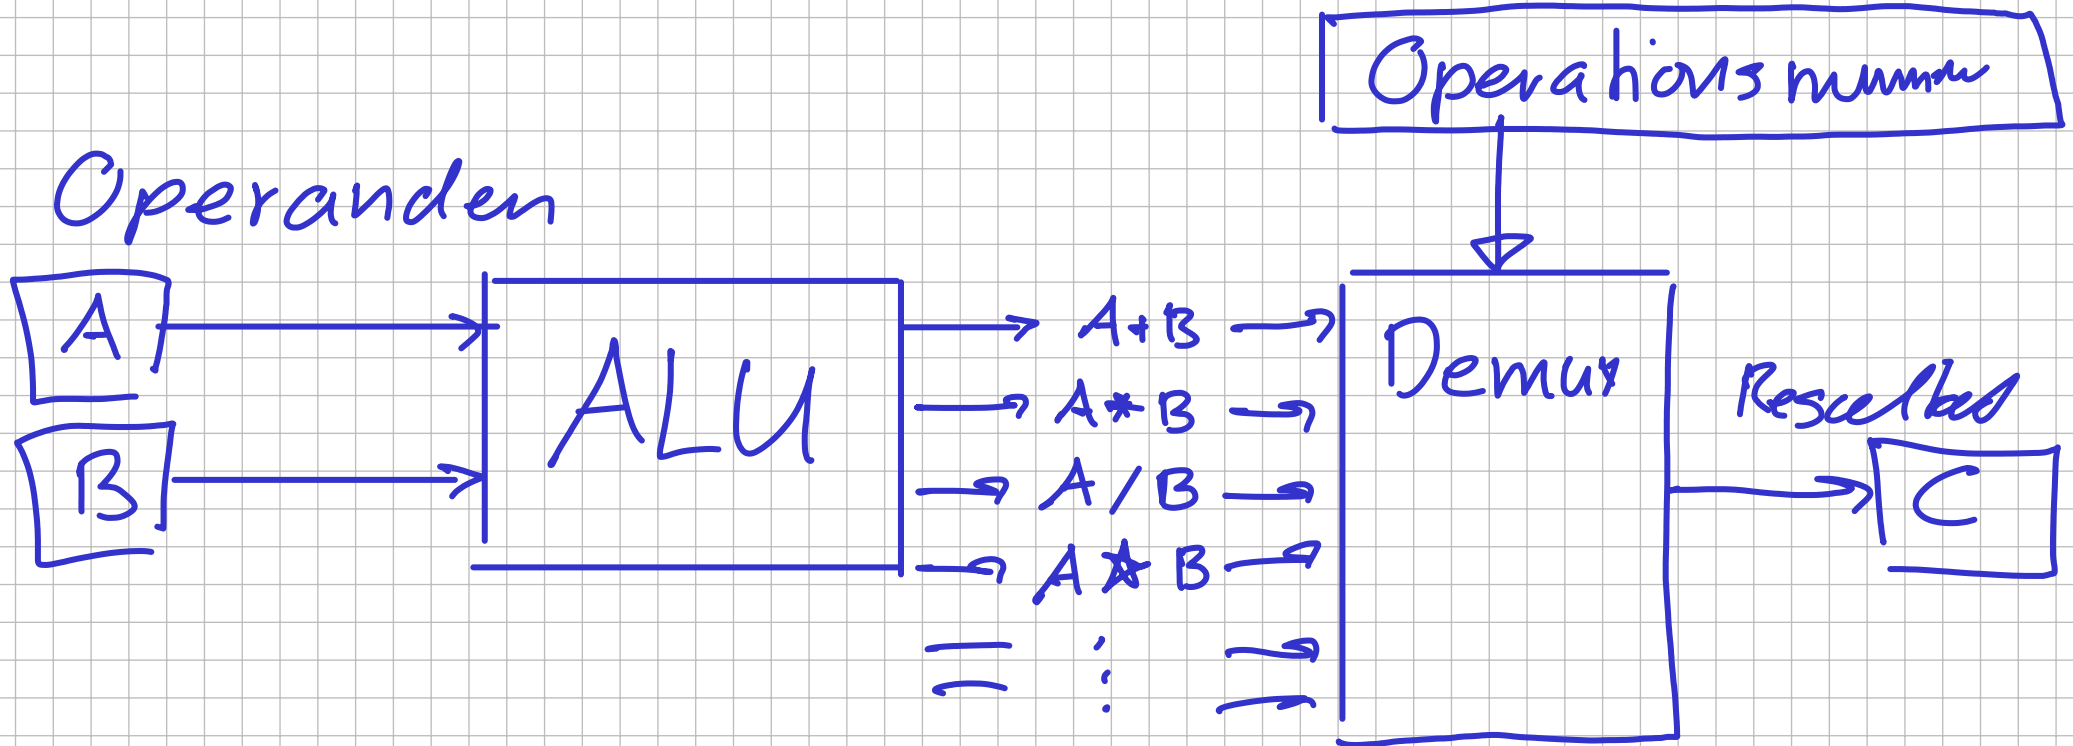 Operationsnummer
Operanden
A
B
ALU
A+B
A*B
A/B
A*B
⋮
Demux
Resultat
C